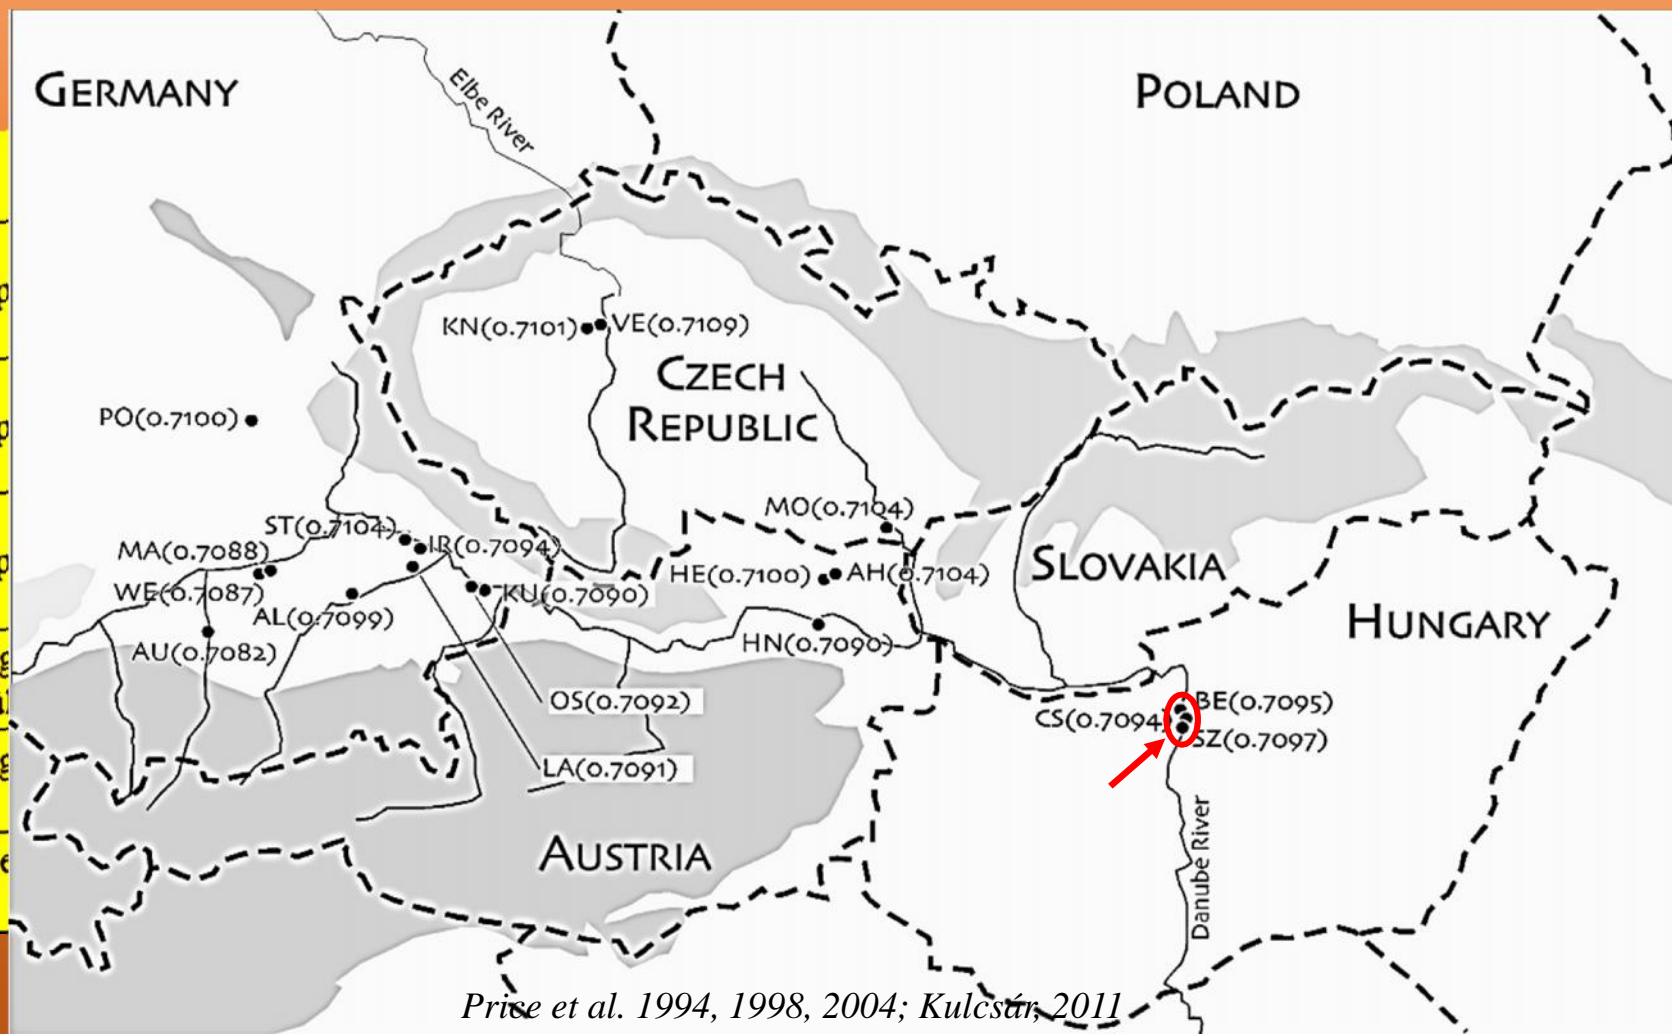 GERMANY
POLAND
Elbe River
KN(0.7101)
VE(0.7109)
CZECH
REPUBLIC
PO(0.7100)
MO(0.7104)
ST(0.7104)
IR(0.7094)
MA(0.7088)
HE(0.7100)
AH(0.7104)
SLOVAKIA
WE(0.7087)
KU(0.7090)
AL(0.7099)
HUNGARY
HN(0.7090)
AU(0.7082)
OS(0.7092)
BE(0.7095)
CS(0.7094)
SZ(0.7097)
LA(0.7091)
AUSTRIA
Danube River
Price et al. 1994, 1998, 2004; Kulcsár, 2011